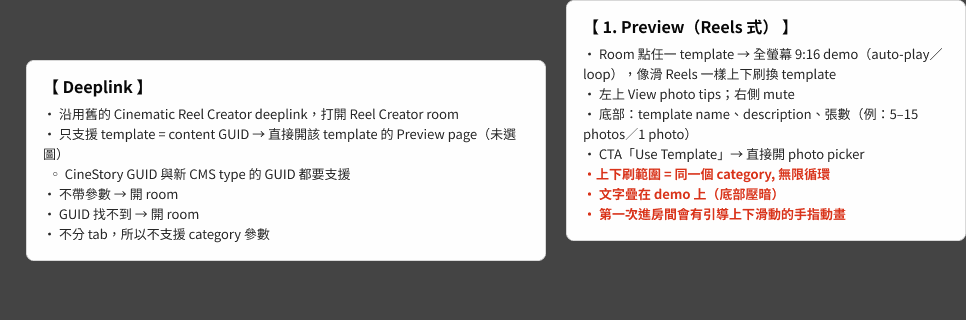 【 Deeplink 】
• 沿用舊的 Cinematic Reel Creator deeplink，打開 Reel Creator room
• 只支援 template = content GUID → 直接開該 template 的 Preview page（未選
圖）
◦ CineStory GUID 與新 CMS type 的 GUID 都要支援
• 不帶參數 → 開 room
• GUID 找不到 → 開 room
• 不分 tab，所以不支援 category 參數
【 1. Preview（Reels 式） 】
• Room 點任一 template → 全螢幕 9:16 demo（auto-play／
loop），像滑 Reels 一樣上下刷換 template
• 左上 View photo tips；右側 mute
• 底部：template name、description、張數（例：5–15
photos／1 photo）
• CTA「Use Template」→ 直接開 photo picker
• 上下刷範圍 = 同一個 category, 無限循環
• 文字疊在 demo 上（底部壓暗）
• 第一次進房間會有引導上下滑動的手指動畫